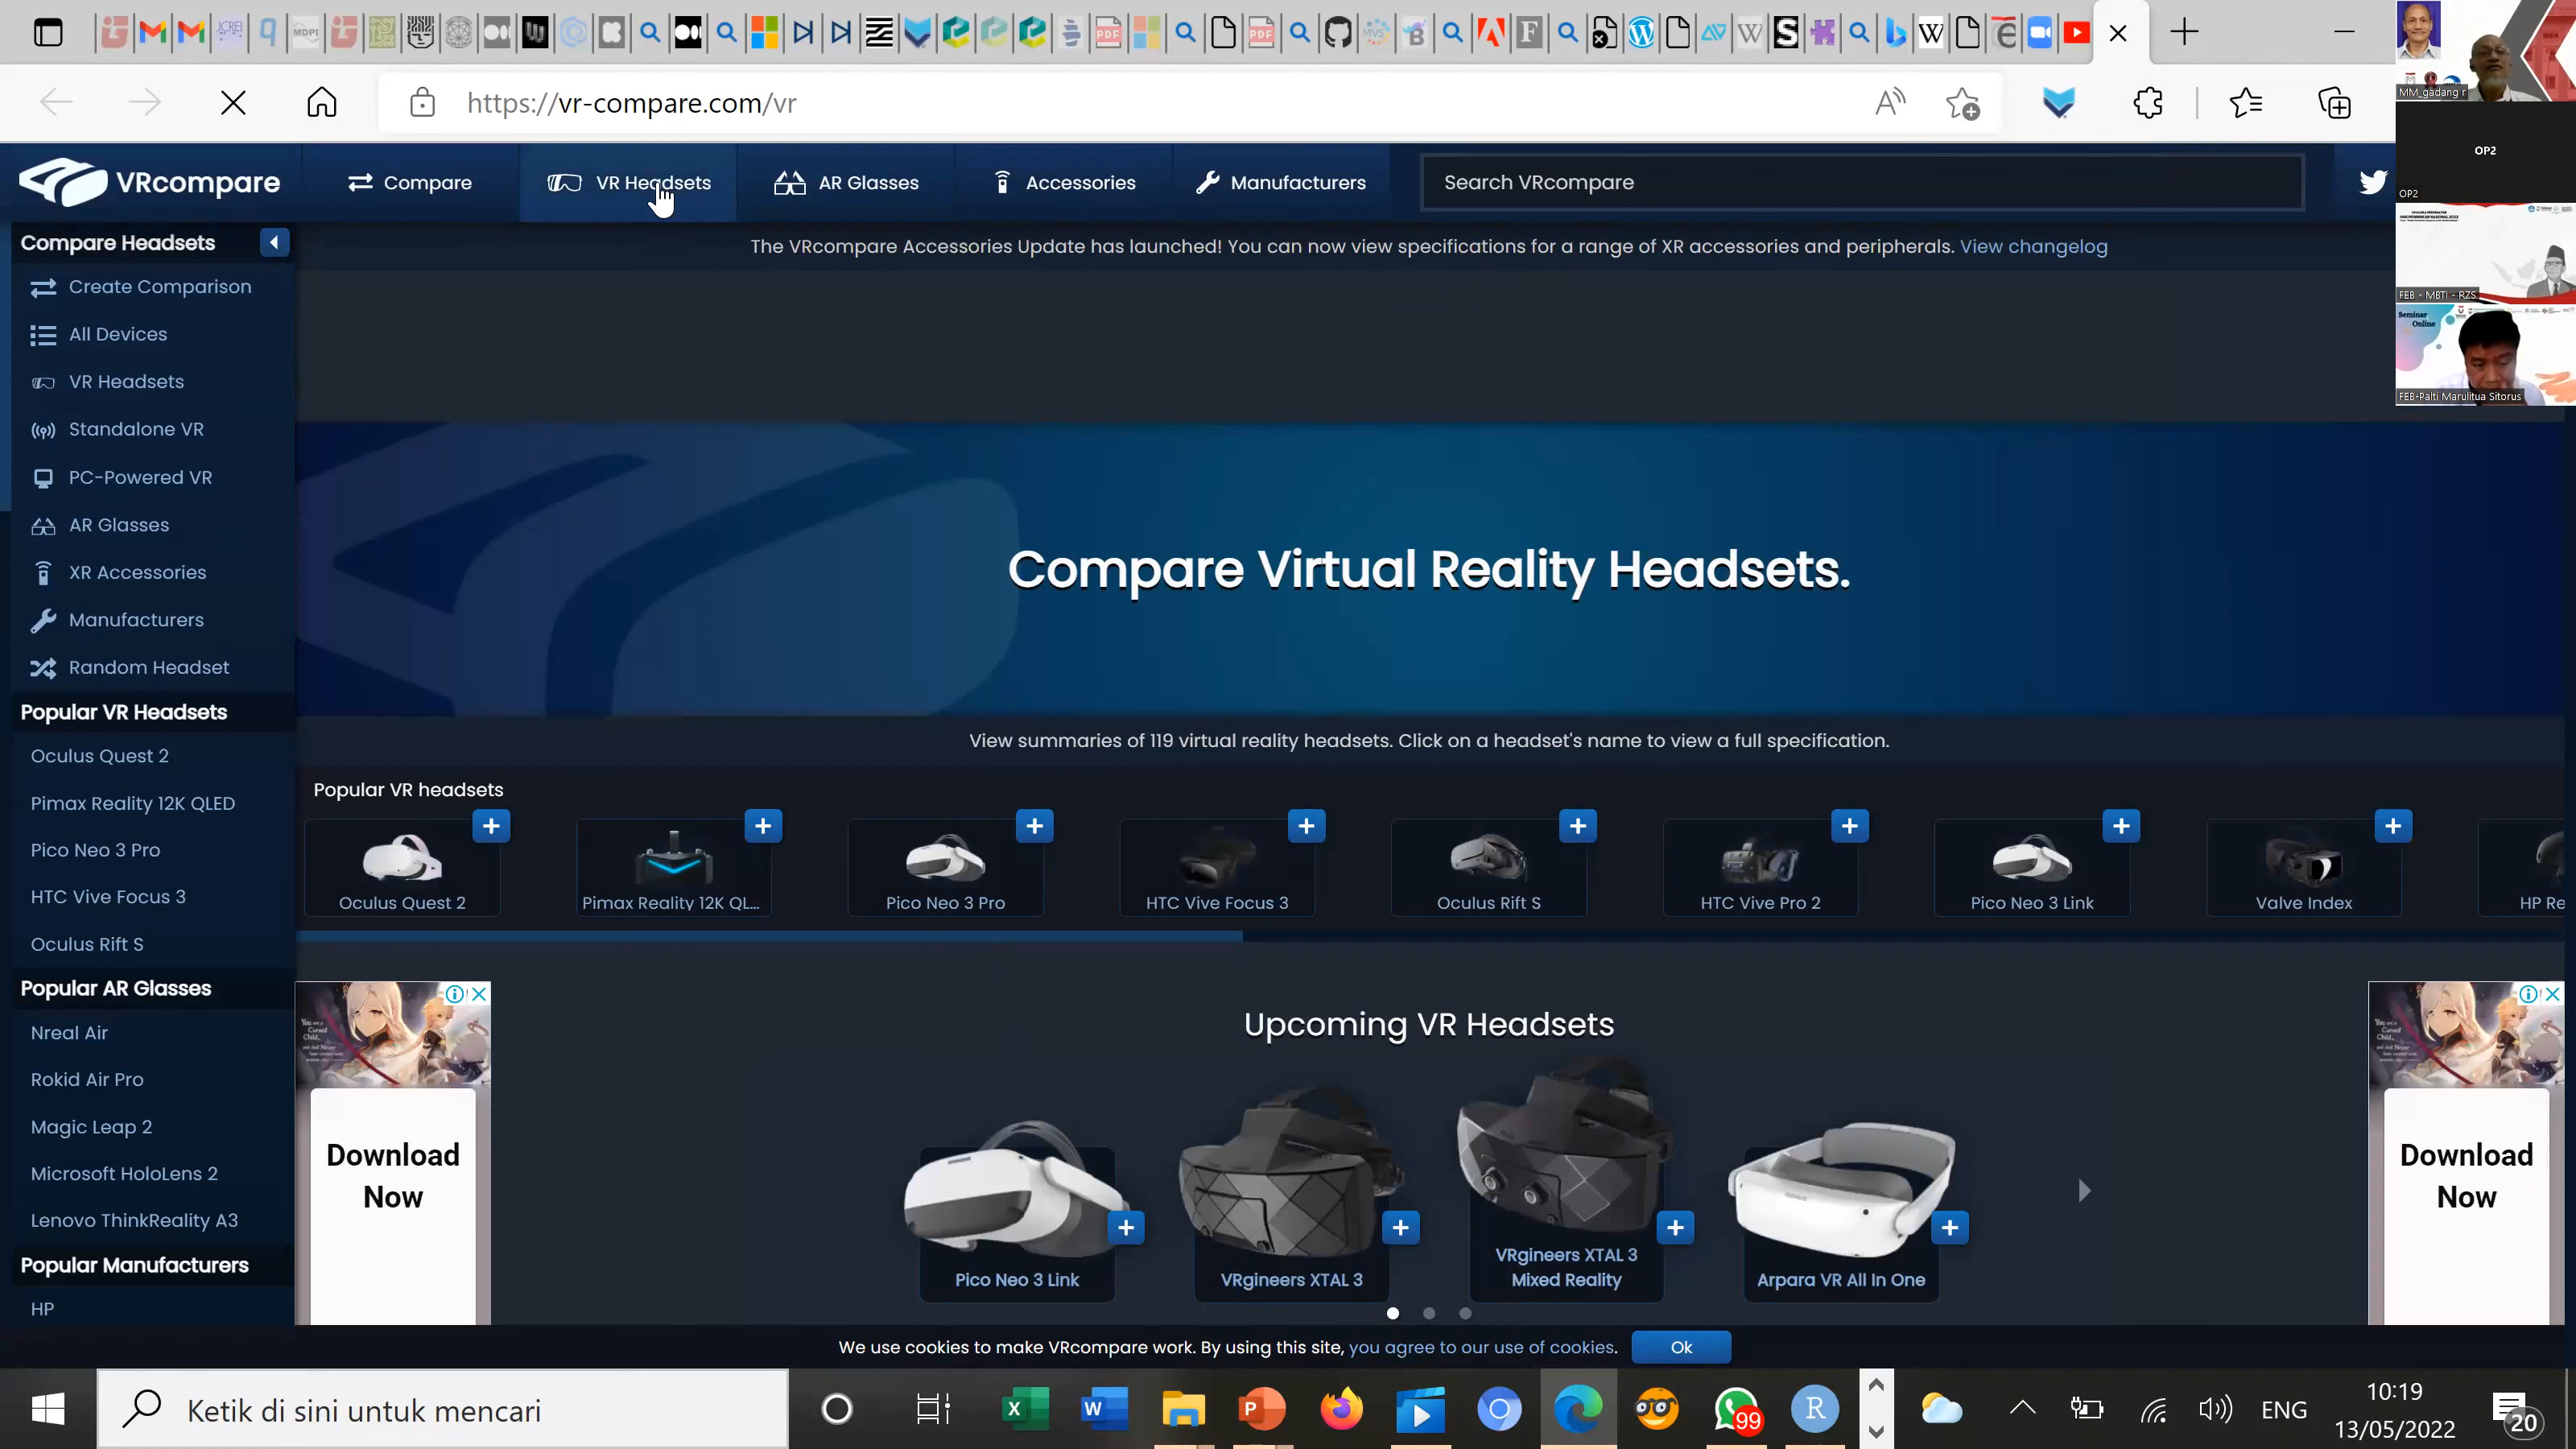 https://vr-compare.com/vr
MM_gadang r
OP2
OP2
FEB - MBTI - RZS
Seminar
Online
FEB-Palti Marulitua Sitorus
VRcompare
Compare
VR Headsets
AR Glasses
Accessories
Manufacturers
Search VRcompare
The VRcompare Accessories Update has launched! You can now view specifications for a range of XR accessories and peripherals. View changelog
Compare Headsets
Create Comparison
All Devices
VR Headsets
Standalone VR
PC-Powered VR
AR Glasses
XR Accessories
Manufacturers
Random Headset
Popular VR Headsets
Oculus Quest 2
Pimax Reality 12K QLED
Pico Neo 3 Pro
HTC Vive Focus 3
Oculus Rift S
Popular AR Glasses
Nreal Air
Rokid Air Pro
Magic Leap 2
Microsoft HoloLens 2
Lenovo ThinkReality A3
Popular Manufacturers
HP
Compare Virtual Reality Headsets.
View summaries of 119 virtual reality headsets. Click on a headset's name to view a full specification.
Popular VR headsets
Oculus Quest 2
Pimax Reality 12K QL...
Pico Neo 3 Pro
HTC Vive Focus 3
Oculus Rift S
HTC Vive Pro 2
Pico Neo 3 Link
Valve Index
HP Re
Download
Now
Upcoming VR Headsets
Pico Neo 3 Link
VRgineers XTAL 3
VRgineers XTAL 3
Mixed Reality
Arpara VR All In One
Download
Now
We use cookies to make VRcompare work. By using this site, you agree to our use of cookies.
Ok
Ketik di sini untuk mencari
99
ENG
10:19
13/05/2022
20